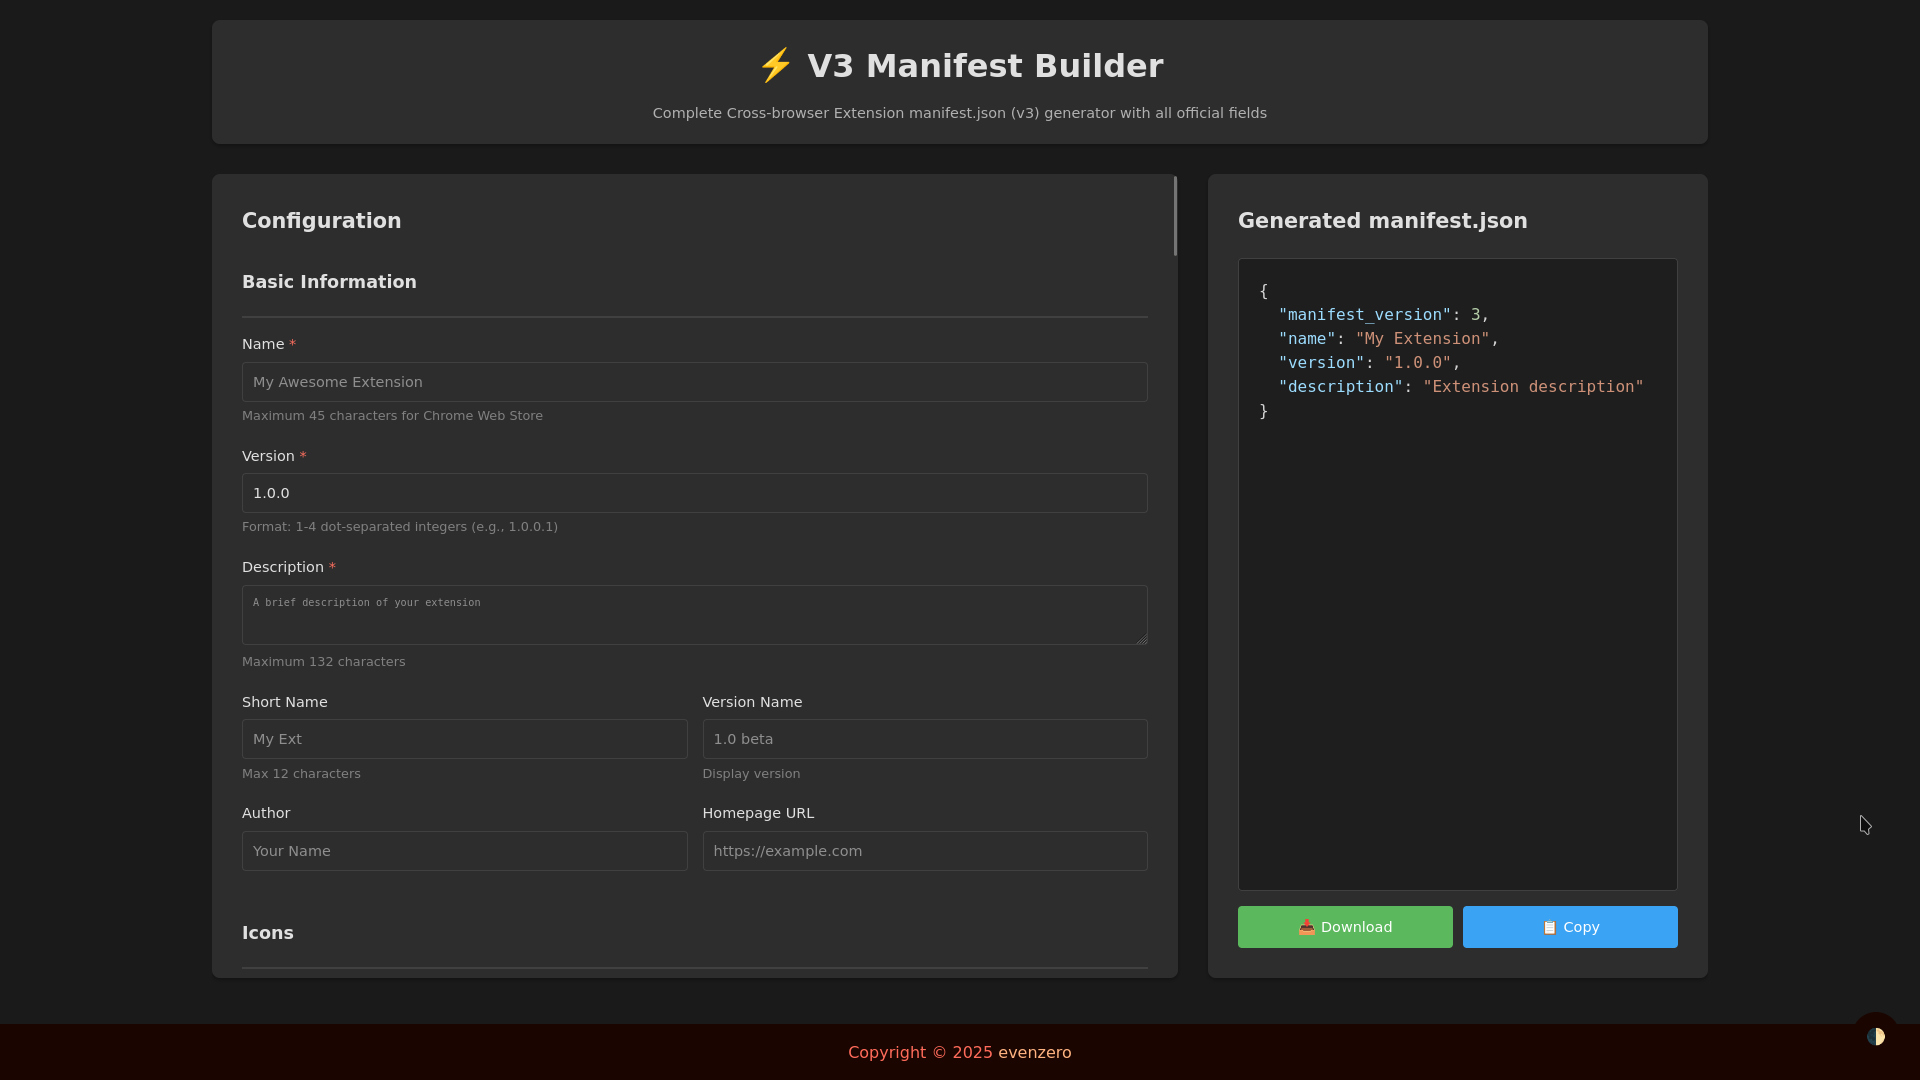 ⚡ V3 Manifest Builder
Complete Cross-browser Extension manifest.json (v3) generator with all official fields
Configuration
Basic Information
Name *
My Awesome Extension
Maximum 45 characters for Chrome Web Store
Version *
1.0.0
Format: 1-4 dot-separated integers (e.g., 1.0.0.1)
Description *
A brief description of your extension
Maximum 132 characters
Short Name
My Ext
Max 12 characters
Version Name
1.0 beta
Display version
Author
Your Name
Homepage URL
https://example.com
Icons
Generated manifest.json
{
  "manifest_version": 3,
  "name": "My Extension",
  "version": "1.0.0",
  "description": "Extension description"
}
📥 Download
📋 Copy
Copyright © 2025 evenzero